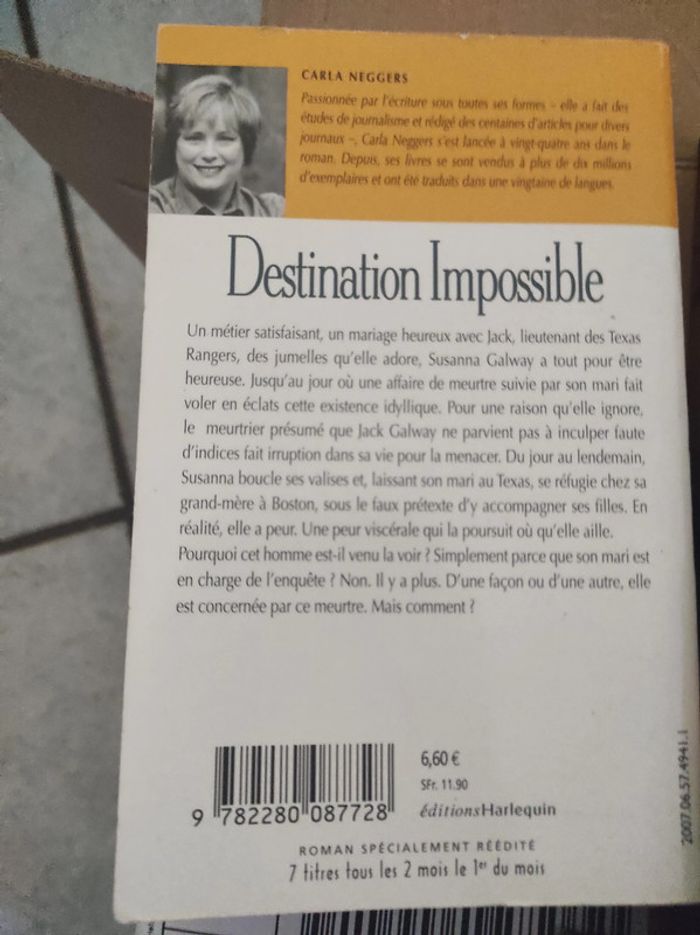 CARLA NEGGERS
Passionnée par l'écriture sous toutes ses formes – elle a fait des
études de journalisme et rédigé des centaines d'articles pour divers
journaux –, Carla Neggers s'est lancée à vingt-quatre ans dans le
roman. Depuis, ses livres se sont vendus à plus de dix millions
d'exemplaires et ont été traduits dans une vingtaine de langues.
Destination Impossible
Un métier satisfaisant, un mariage heureux avec Jack, lieutenant des Texas
Rangers, des jumelles qu'elle adore, Susanna Galway a tout pour être
heureuse. Jusqu'au jour où une affaire de meurtre suivie par son mari fait
voler en éclats cette existence idyllique. Pour une raison qu'elle ignore,
le meurtrier présumé que Jack Galway ne parvient pas à inculper faute
d'indices fait irruption dans sa vie pour la menacer. Du jour au lendemain,
Susanna boucle ses valises et, laissant son mari au Texas, se réfugie chez sa
grand-mère à Boston, sous le faux prétexte d'y accompagner ses filles. En
réalité, elle a peur. Une peur viscérale qui la poursuit où qu'elle aille.
Pourquoi cet homme est-il venu la voir ? Simplement parce que son mari est
en charge de l'enquête ? Non. Il y a plus. D'une façon ou d'une autre, elle
est concernée par ce meurtre. Mais comment ?
6,60 €
SFr. 11.90
éditionsHarlequin
9 782280 087728
ROMAN SPÉCIALEMENT RÉÉDITÉ
7 titres tous les 2 mois le 1er du mois
2007.06.57.4941.1